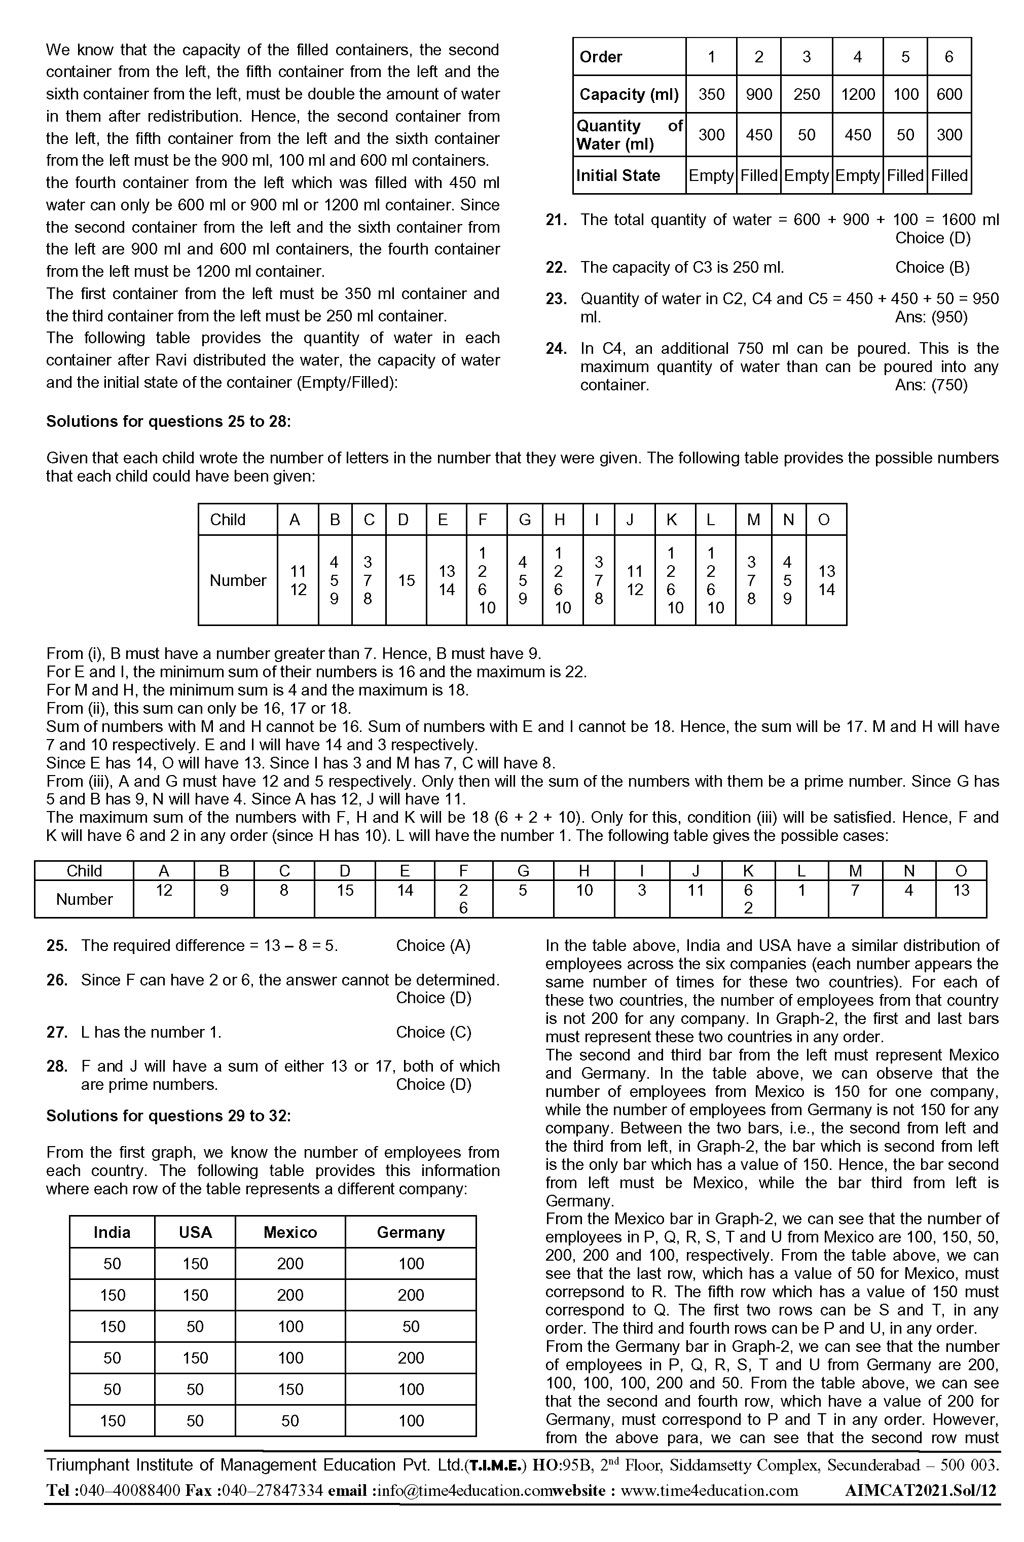 We know that the capacity of the filled containers, the second
container from the left, the fifth container from the left and the
sixth container from the left, must be double the amount of water
in them after redistribution. Hence, the second container from
the left, the fifth container from the left and the sixth container
from the left must be the 900 ml, 100 ml and 600 ml containers.
the fourth container from the left which was filled with 450 ml
water can only be 600 ml or 900 ml or 1200 ml container. Since
the second container from the left and the sixth container from
the left are 900 ml and 600 ml containers, the fourth container
from the left must be 1200 ml container.
The first container from the left must be 350 ml container and
the third container from the left must be 250 ml container.
The following table provides the quantity of water in each
container after Ravi distributed the water, the capacity of water
and the initial state of the container (Empty/Filled):
Order 1 2 3 4 5 6
Capacity (ml) 350 900 250 1200 100 600
Quantity of
Water (ml) 300 450 50 450 50 300
Initial State Empty Filled Empty Empty Filled Filled
21. The total quantity of water = 600 + 900 + 100 = 1600 ml
Choice (D)
22. The capacity of C3 is 250 ml. Choice (B)
23. Quantity of water in C2, C4 and C5 = 450 + 450 + 50 = 950
ml. Ans: (950)
24. In C4, an additional 750 ml can be poured. This is the
maximum quantity of water than can be poured into any
container. Ans: (750)
Solutions for questions 25 to 28:
Given that each child wrote the number of letters in the number that they were given. The following table provides the possible numbers
that each child could have been given:
Child A B C D E F G H I J K L M N O
Number 11 12 4 5 9 3 7 8 15 13 14 1 2 6 10 4 5 9 1 2 6 10 3 7 8 11 12 1 2 6 10 1 2 6 10 3 7 8 4 5 9 13 14
From (i), B must have a number greater than 7. Hence, B must have 9.
For E and I, the minimum sum of their numbers is 16 and the maximum is 22.
For M and H, the minimum sum is 4 and the maximum is 18.
From (ii), this sum can only be 16, 17 or 18.
Sum of numbers with M and H cannot be 16. Sum of numbers with E and I cannot be 18. Hence, the sum will be 17. M and H will have
7 and 10 respectively. E and I will have 14 and 3 respectively.
Since E has 14, O will have 13. Since I has 3 and M has 7, C will have 8.
From (iii), A and G must have 12 and 5 respectively. Only then will the sum of the numbers with them be a prime number. Since G has
5 and B has 9, N will have 4. Since A has 12, J will have 11.
The maximum sum of the numbers with F, H and K will be 18 (6 + 2 + 10). Only for this, condition (iii) will be satisfied. Hence, F and
K will have 6 and 2 in any order (since H has 10). L will have the number 1. The following table gives the possible cases:
Child A B C D E F G H I J K L M N O
Number 12 9 8 15 14 2 6 5 10 3 11 6 2 1 7 4 13
25. The required difference = 13 – 8 = 5. Choice (A)
26. Since F can have 2 or 6, the answer cannot be determined.
Choice (D)
27. L has the number 1. Choice (C)
28. F and J will have a sum of either 13 or 17, both of which
are prime numbers. Choice (D)
Solutions for questions 29 to 32:
From the first graph, we know the number of employees from
each country. The following table provides this information
where each row of the table represents a different company:
India USA Mexico Germany
50 150 200 100
150 150 200 200
150 50 100 50
50 150 100 200
50 50 150 100
150 50 50 100
In the table above, India and USA have a similar distribution of
employees across the six companies (each number appears the
same number of times for these two countries). For each of
these two countries, the number of employees from that country
is not 200 for any company. In Graph-2, the first and last bars
must represent these two countries in any order.
The second and third bar from the left must represent Mexico
and Germany. In the table above, we can observe that the
number of employees from Mexico is 150 for one company,
while the number of employees from Germany is not 150 for any
company. Between the two bars, i.e., the second from left and
the third from left, in Graph-2, the bar which is second from left
is the only bar which has a value of 150. Hence, the bar second
from left must be Mexico, while the bar third from left is
Germany.
From the Mexico bar in Graph-2, we can see that the number of
employees in P, Q, R, S, T and U from Mexico are 100, 150, 50,
200, 200 and 100, respectively. From the table above, we can
see that the last row, which has a value of 50 for Mexico, must
correpsond to R. The fifth row which has a value of 150 must
correspond to Q. The first two rows can be S and T, in any
order. The third and fourth rows can be P and U, in any order.
From the Germany bar in Graph-2, we can see that the number
of employees in P, Q, R, S, T and U from Germany are 200,
100, 100, 100, 200 and 50. From the table above, we can see
that the second and fourth row, which have a value of 200 for
Germany, must correspond to P and T in any order. However,
from the above para, we can see that the second row must
Triumphant Institute of Management Education Pvt. Ltd.(T.I.M.E.) HO:95B, 2nd Floor, Siddamsetty Complex, Secunderabad – 500 003.
Tel :040–40088400 Fax :040–27847334 email :info@time4education.comwebsite : www.time4education.com AIMCAT2021.Sol/12